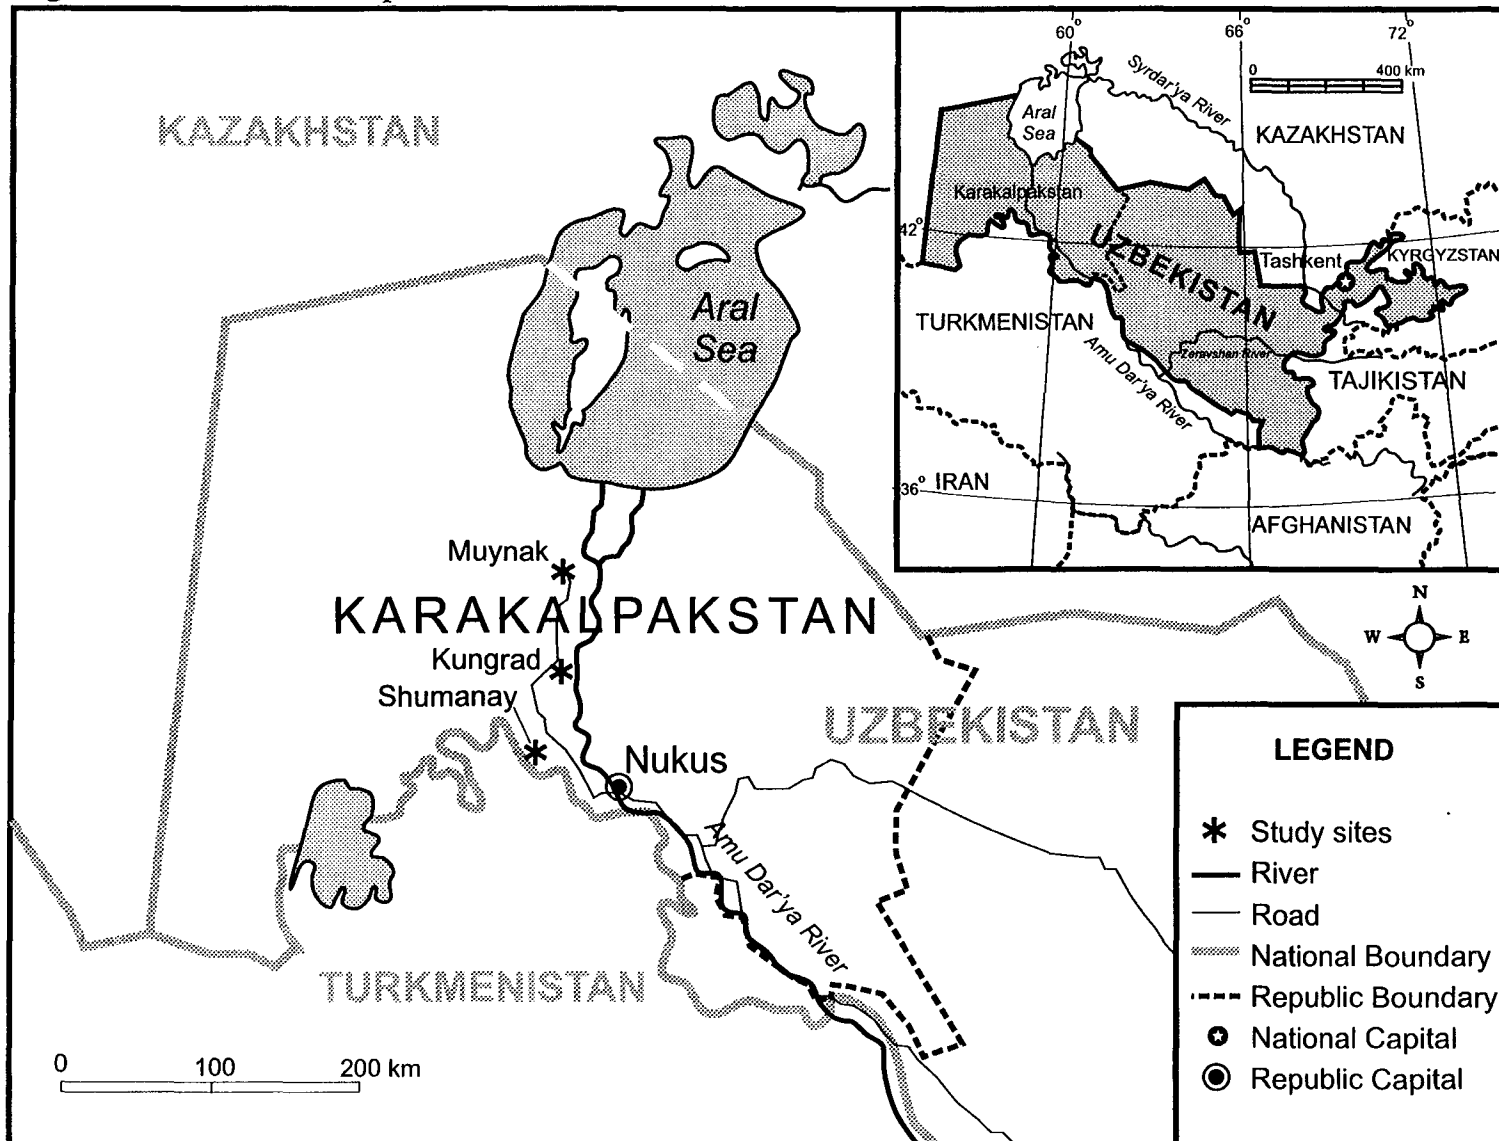 KAZAKHSTAN
Aral
Sea
Muynak
KARAKALPAKSTAN
Kungrad
Shumanay
UZBEKISTAN
Nukus
Amu Dar'ya River
TURKMENISTAN
0 100 200 km
60° 66° 72°
Syrdar'ya River
0 400 km
Aral
Sea
KAZAKHSTAN
Karakalpakstan
42°
UZBEKISTAN
Tashkent
KYRGYZSTAN
TURKMENISTAN
Amu Dar'ya River
Zeravshan River
TAJIKISTAN
36°
IRAN
AFGHANISTAN
N
W E
S
LEGEND
Study sites
River
Road
National Boundary
Republic Boundary
National Capital
Republic Capital